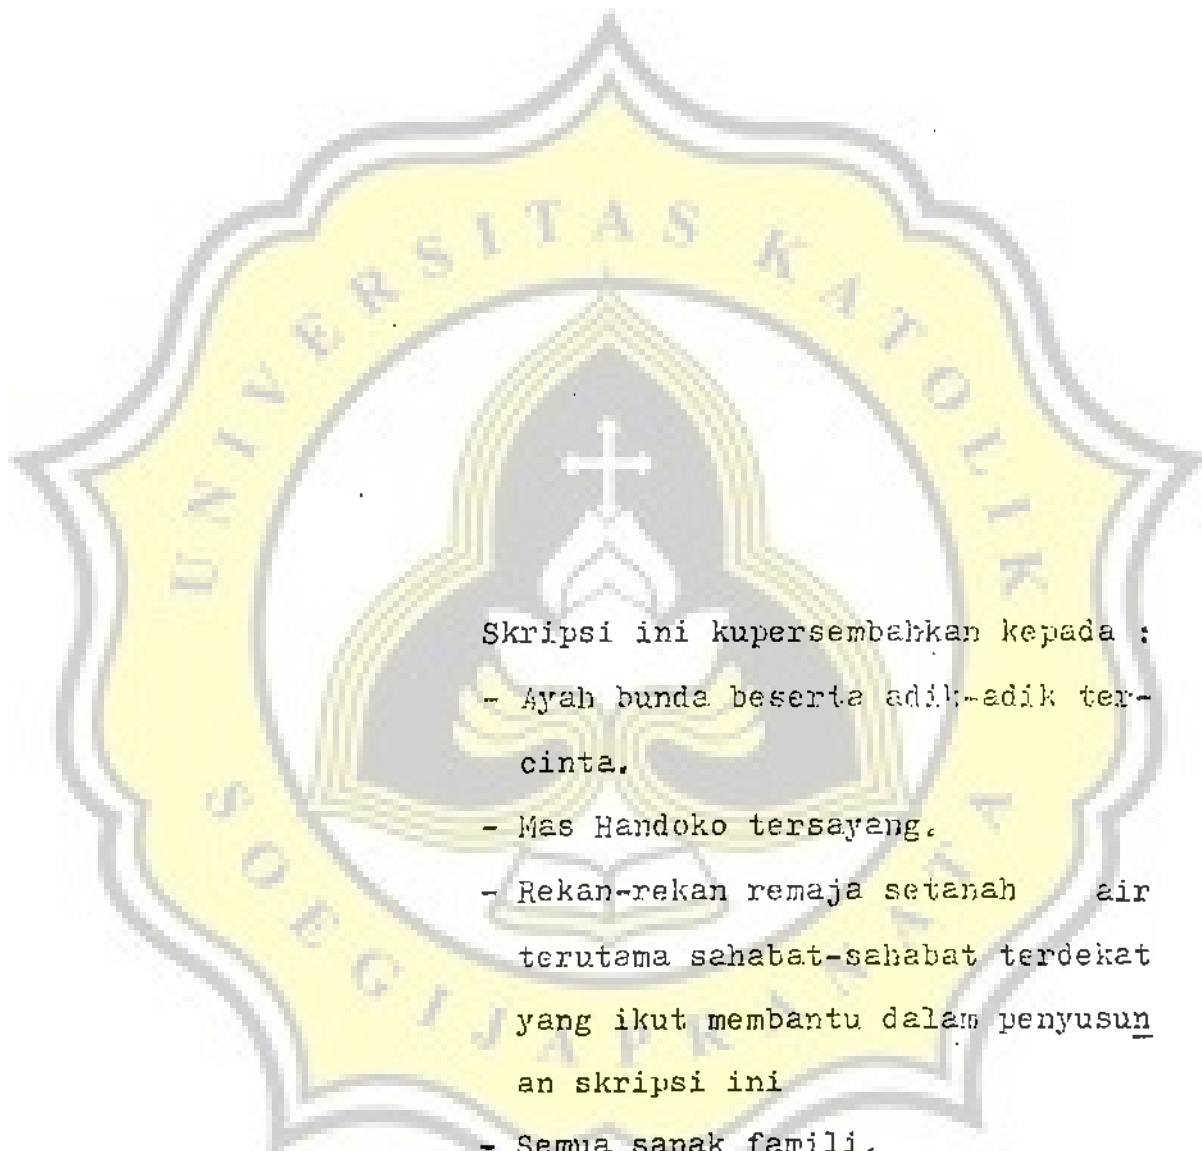 UNIVERSITAS KATOLIK
SOEGIJAPRANATA
Skripsi ini kupersembahkan kepada :
- Ayah bunda beserta adik-adik ter-
cinta.
- Mas Handoko tersayang.
- Rekan-rekan remaja setanah air
terutama sahabat-sahabat terdekat
yang ikut membantu dalam penyusun
an skripsi ini
- Semua sanak famili.